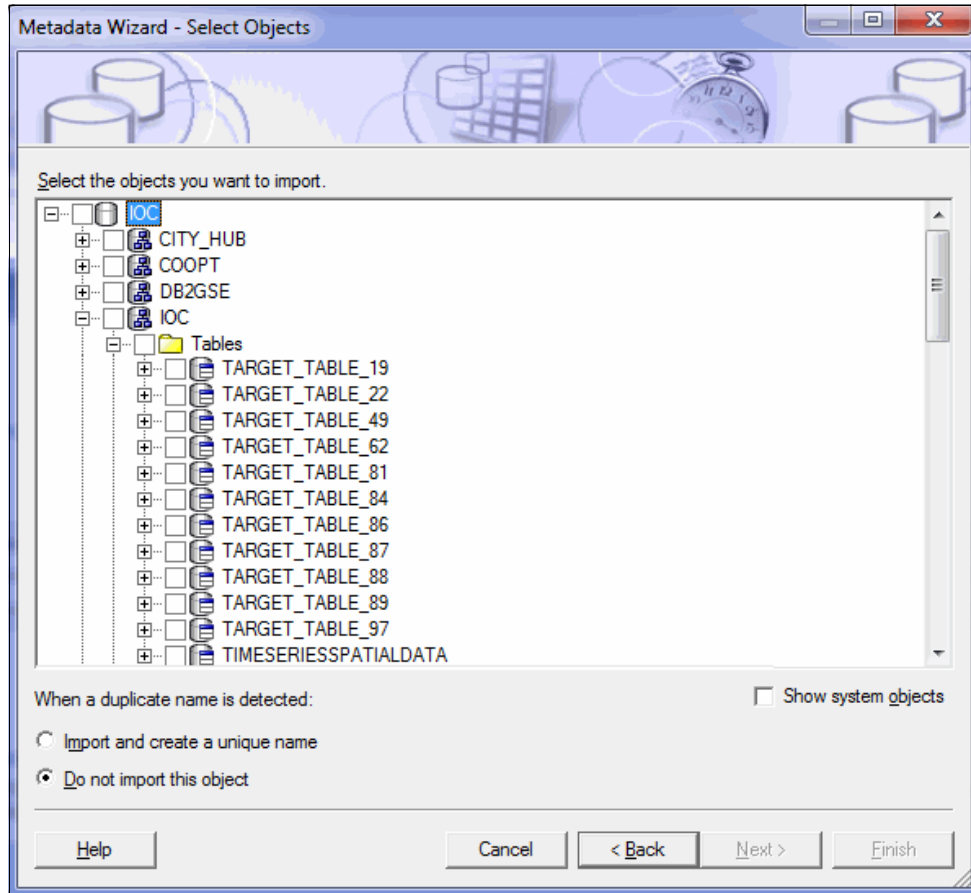 Metadata Wizard - Select Objects
Select the objects you want to import.
IOC
CITY_HUB
COOPT
DB2GSE
IOC
Tables
TARGET_TABLE_19
TARGET_TABLE_22
TARGET_TABLE_49
TARGET_TABLE_62
TARGET_TABLE_81
TARGET_TABLE_84
TARGET_TABLE_86
TARGET_TABLE_87
TARGET_TABLE_88
TARGET_TABLE_89
TARGET_TABLE_97
TIMESERIESSPATIALDATA
When a duplicate name is detected:
Show system objects
Import and create a unique name
Do not import this object
Help
Cancel
< Back
Next >
Finish